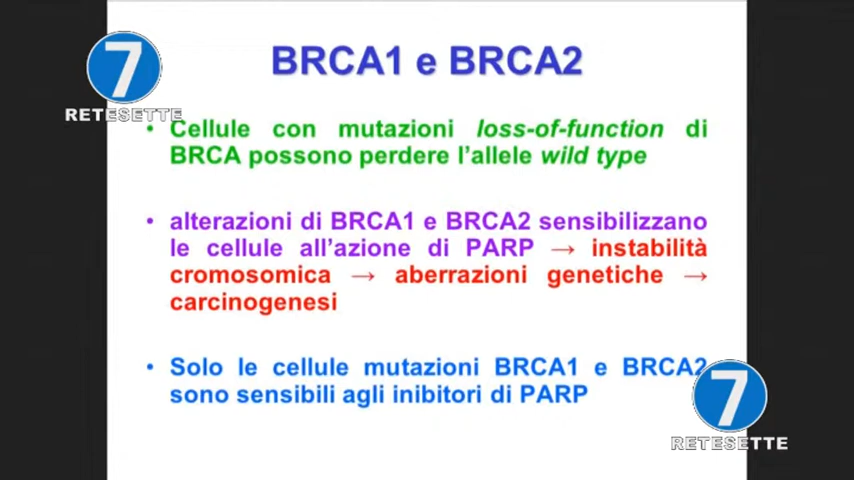 BRCA1 e BRCA2
7
RETESETTE
• Cellule con mutazioni loss-of-function di
BRCA possono perdere l'allele wild type
• alterazioni di BRCA1 e BRCA2 sensibilizzano
le cellule all'azione di PARP → instabilità
cromosomica → aberrazioni genetiche →
carcinogenesi
• Solo le cellule mutazioni BRCA1 e BRCA2
sono sensibili agli inibitori di PARP
7
RETESETTE